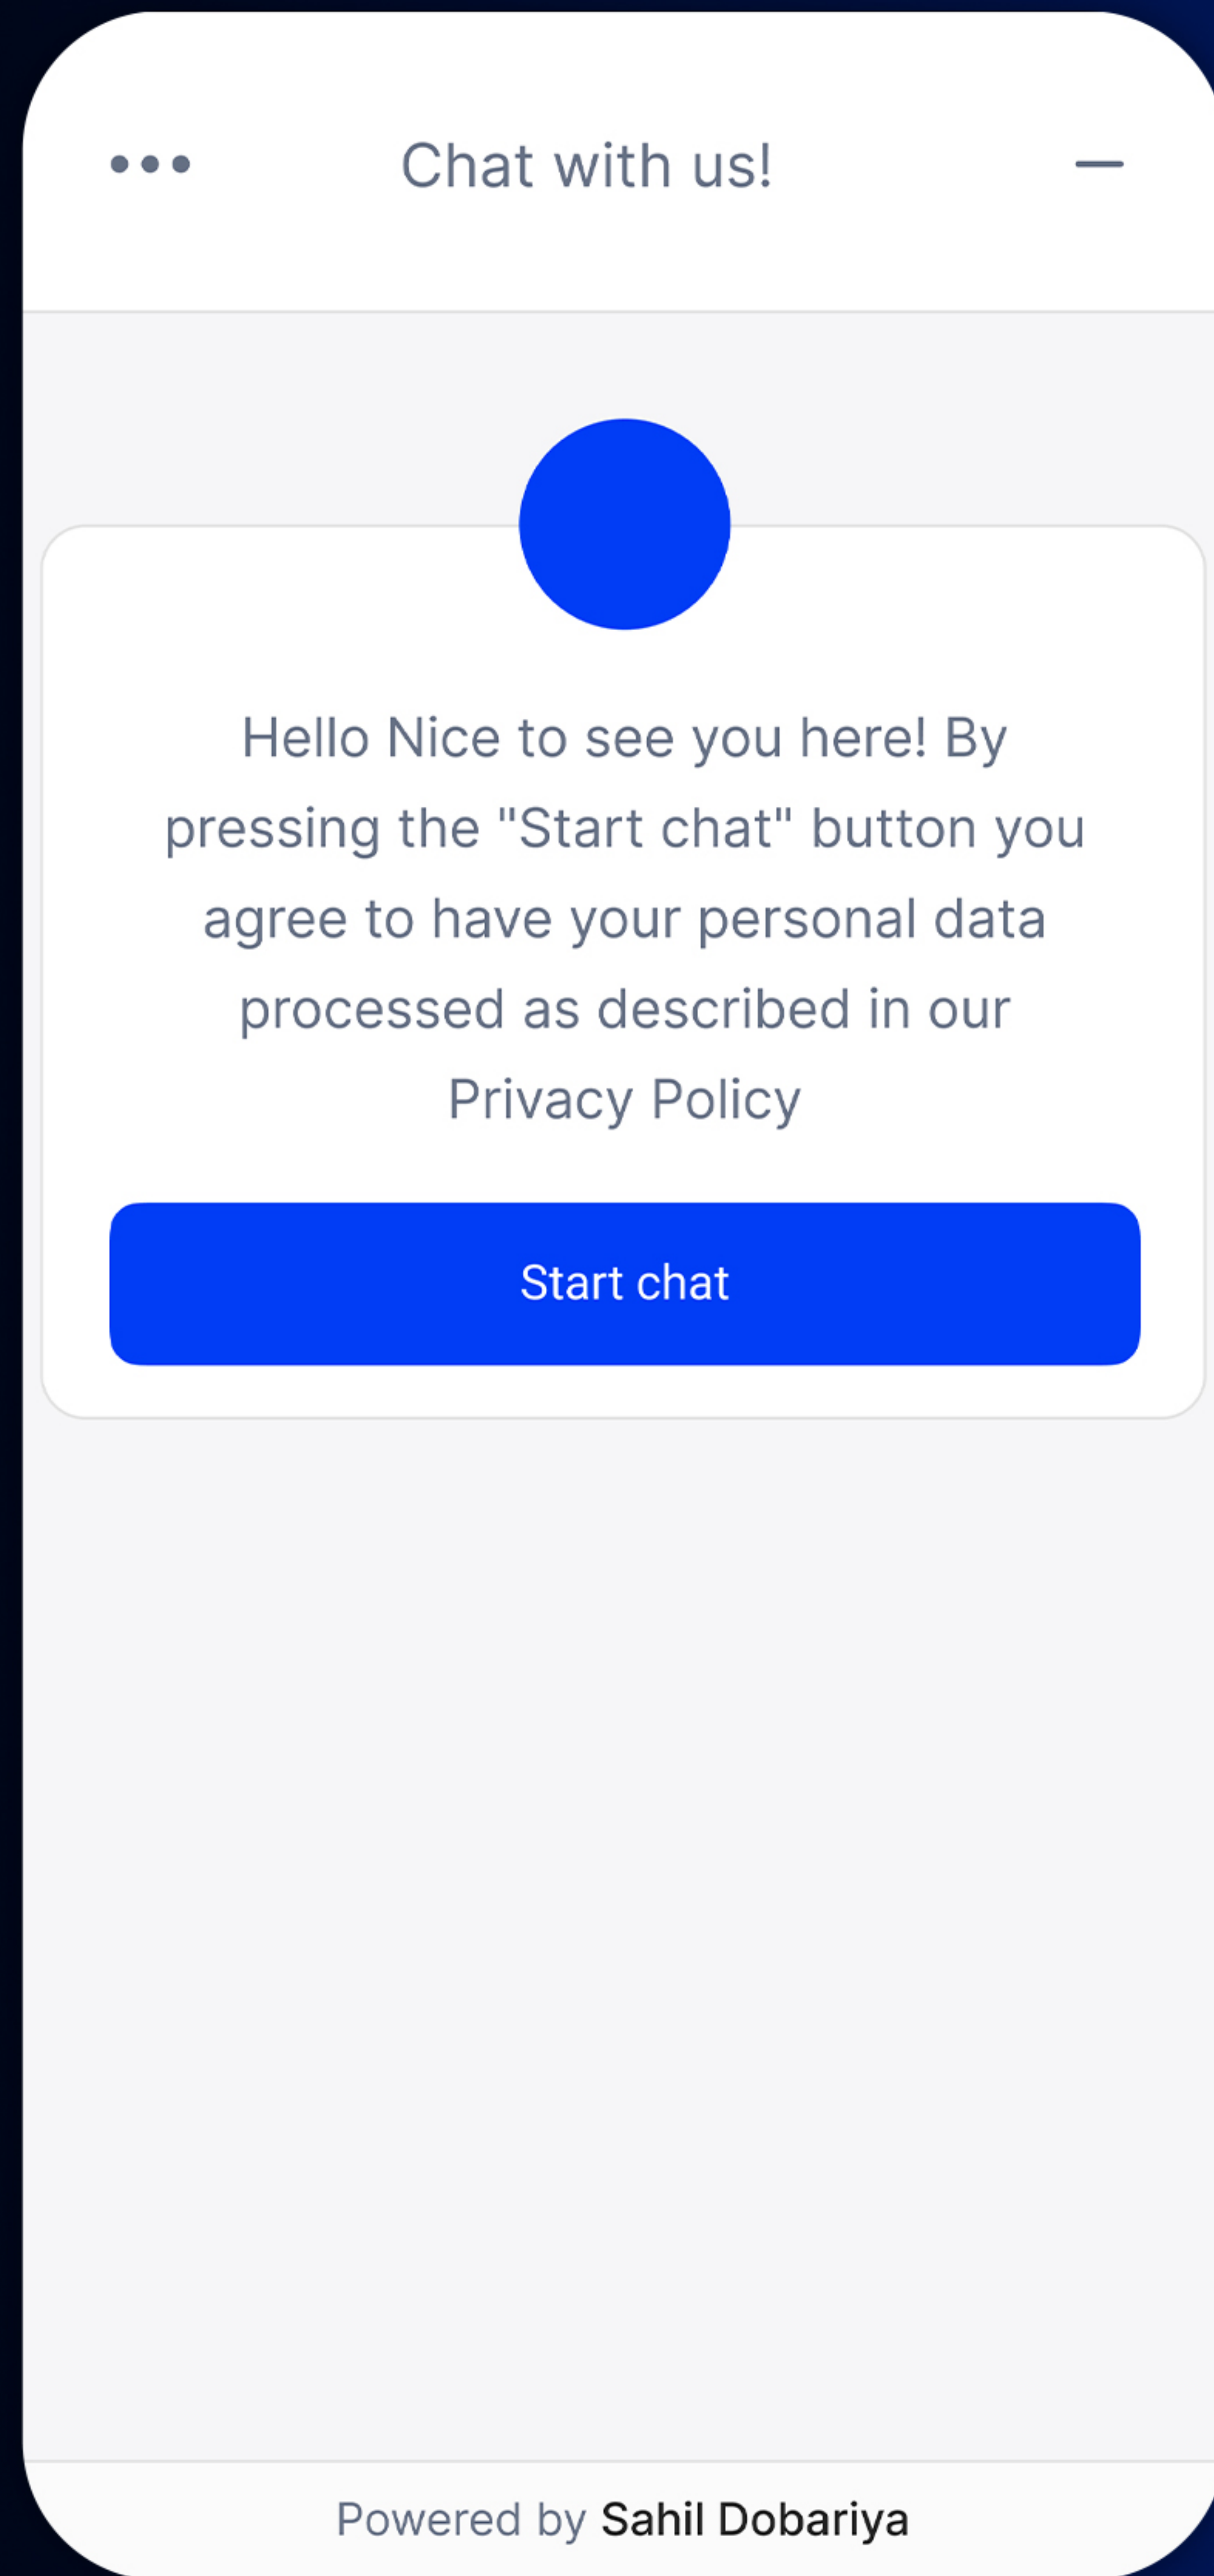 Chat with us!
Hello Nice to see you here! By
pressing the "Start chat" button you
agree to have your personal data
processed as described in our
Privacy Policy
Start chat
Powered by Sahil Dobariya